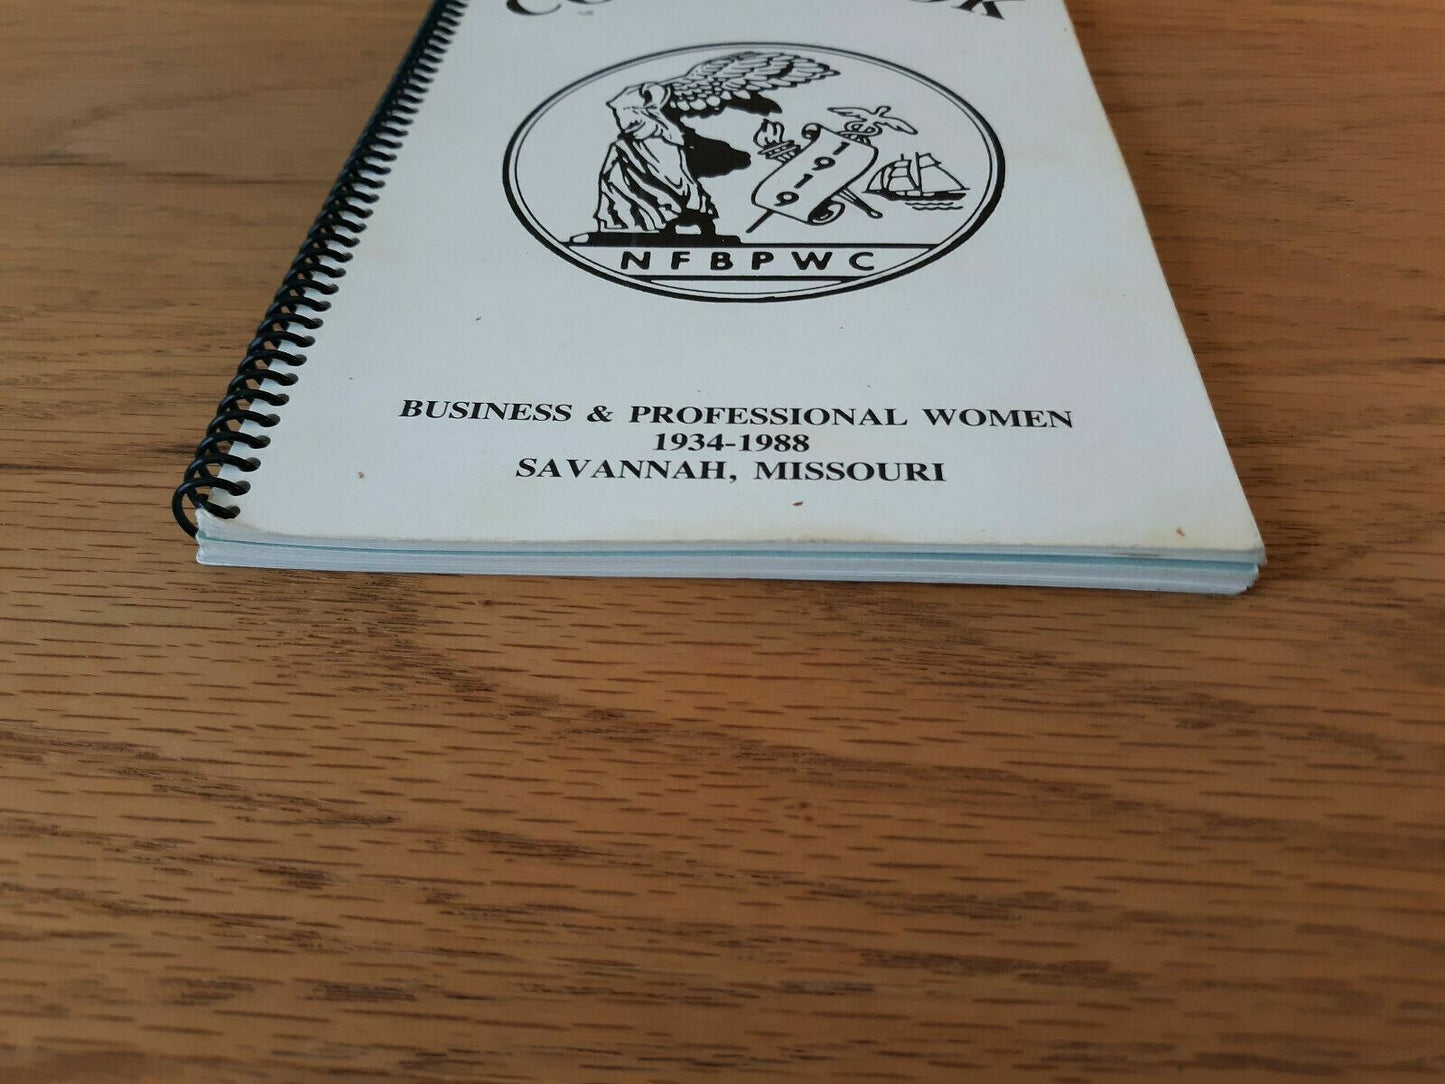 1919
NFBPWC
BUSINESS & PROFESSIONAL WOMEN
1934-1988
SAVANNAH, MISSOURI